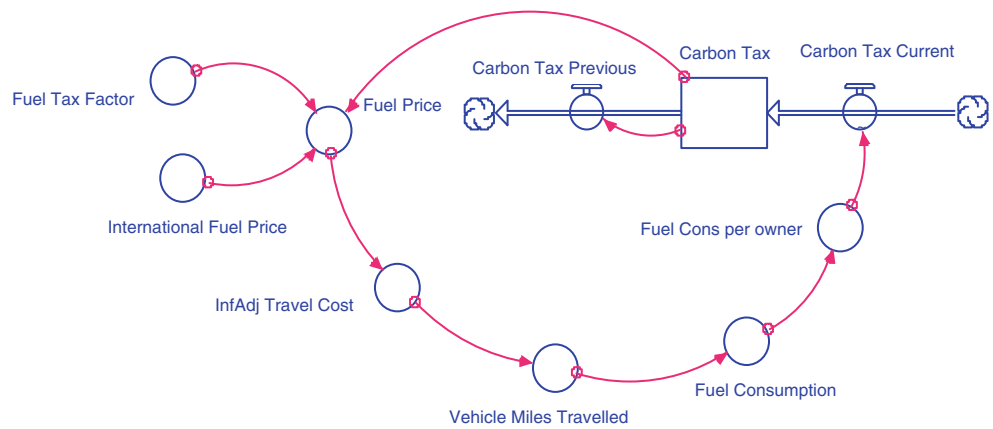 Carbon Tax
Carbon Tax Current
Carbon Tax Previous
Fuel Tax Factor
Fuel Price
International Fuel Price
Fuel Cons per owner
InfAdj Travel Cost
Fuel Consumption
Vehicle Miles Travelled